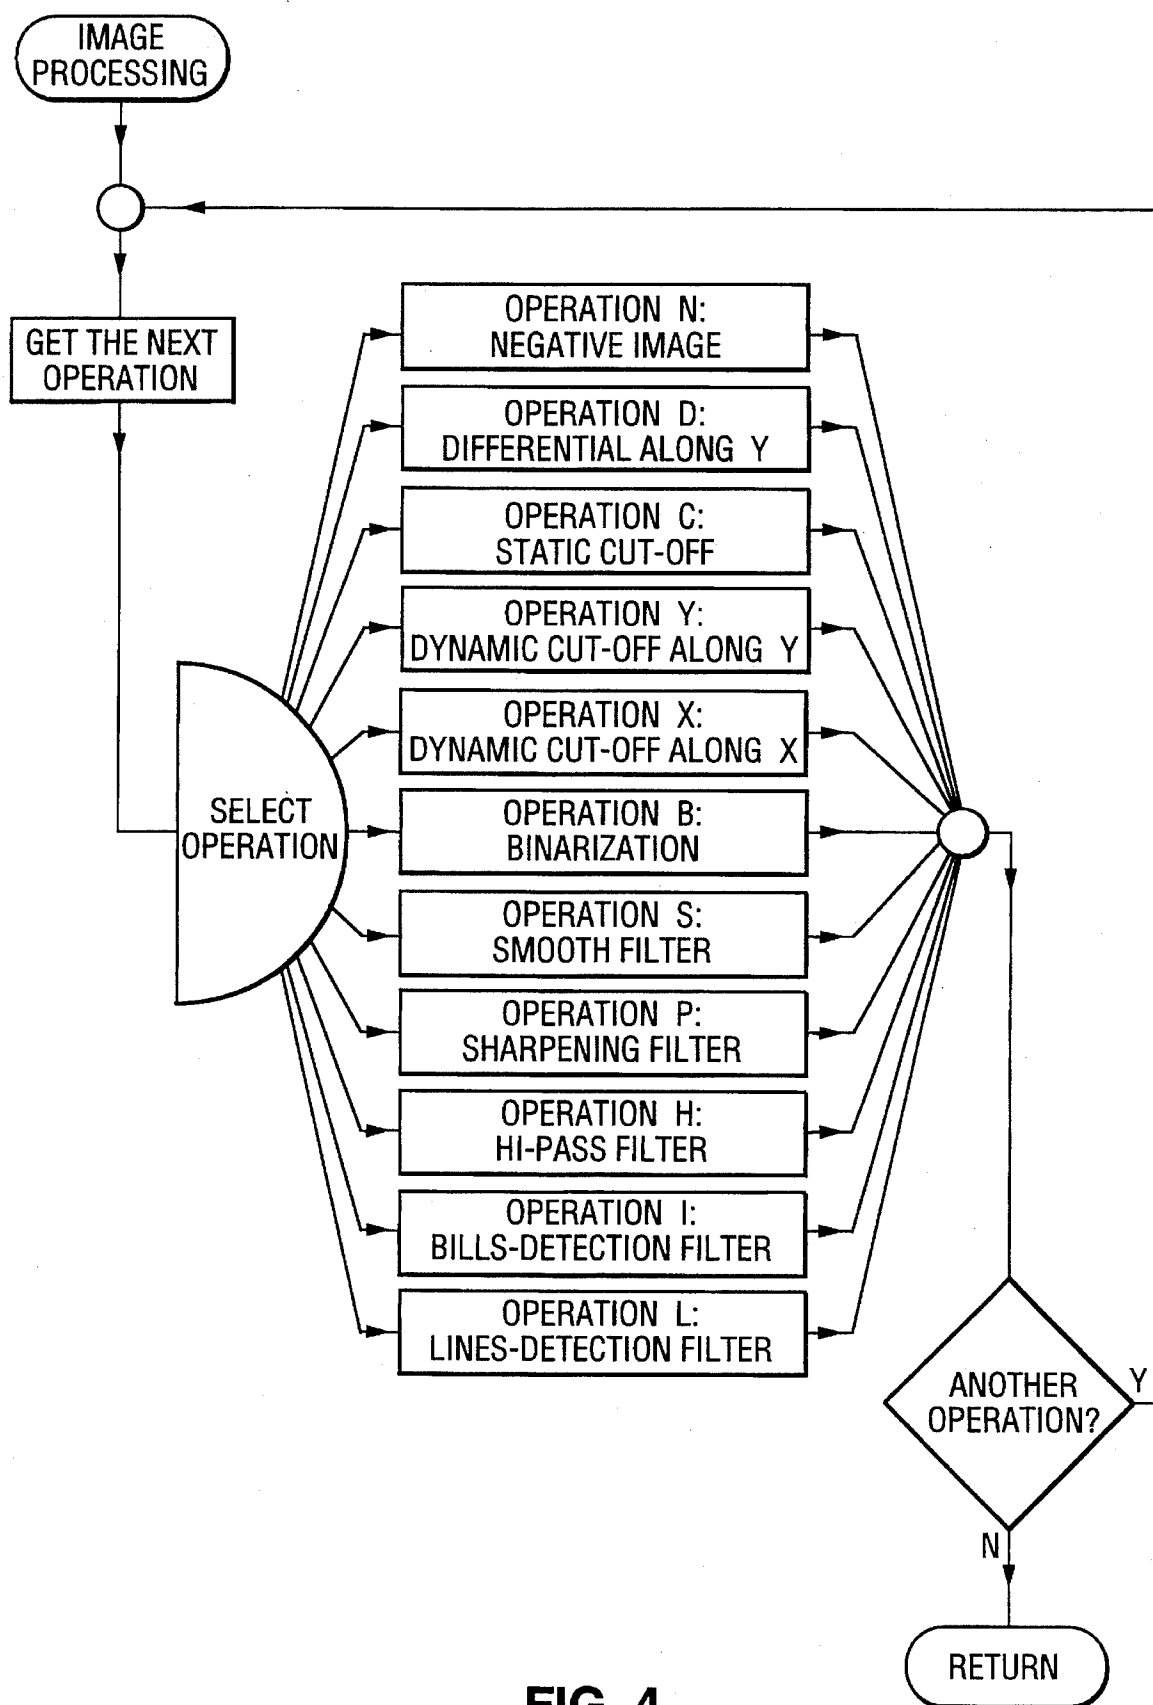 IMAGE
PROCESSING
GET THE NEXT
OPERATION
SELECT
OPERATION
OPERATION N:
NEGATIVE IMAGE
OPERATION D:
DIFFERENTIAL ALONG Y
OPERATION C:
STATIC CUT-OFF
OPERATION Y:
DYNAMIC CUT-OFF ALONG Y
OPERATION X:
DYNAMIC CUT-OFF ALONG X
OPERATION B:
BINARIZATION
OPERATION S:
SMOOTH FILTER
OPERATION P:
SHARPENING FILTER
OPERATION H:
HI-PASS FILTER
OPERATION I:
BILLS-DETECTION FILTER
OPERATION L:
LINES-DETECTION FILTER
ANOTHER
OPERATION?
Y
N
RETURN
FIG. 4